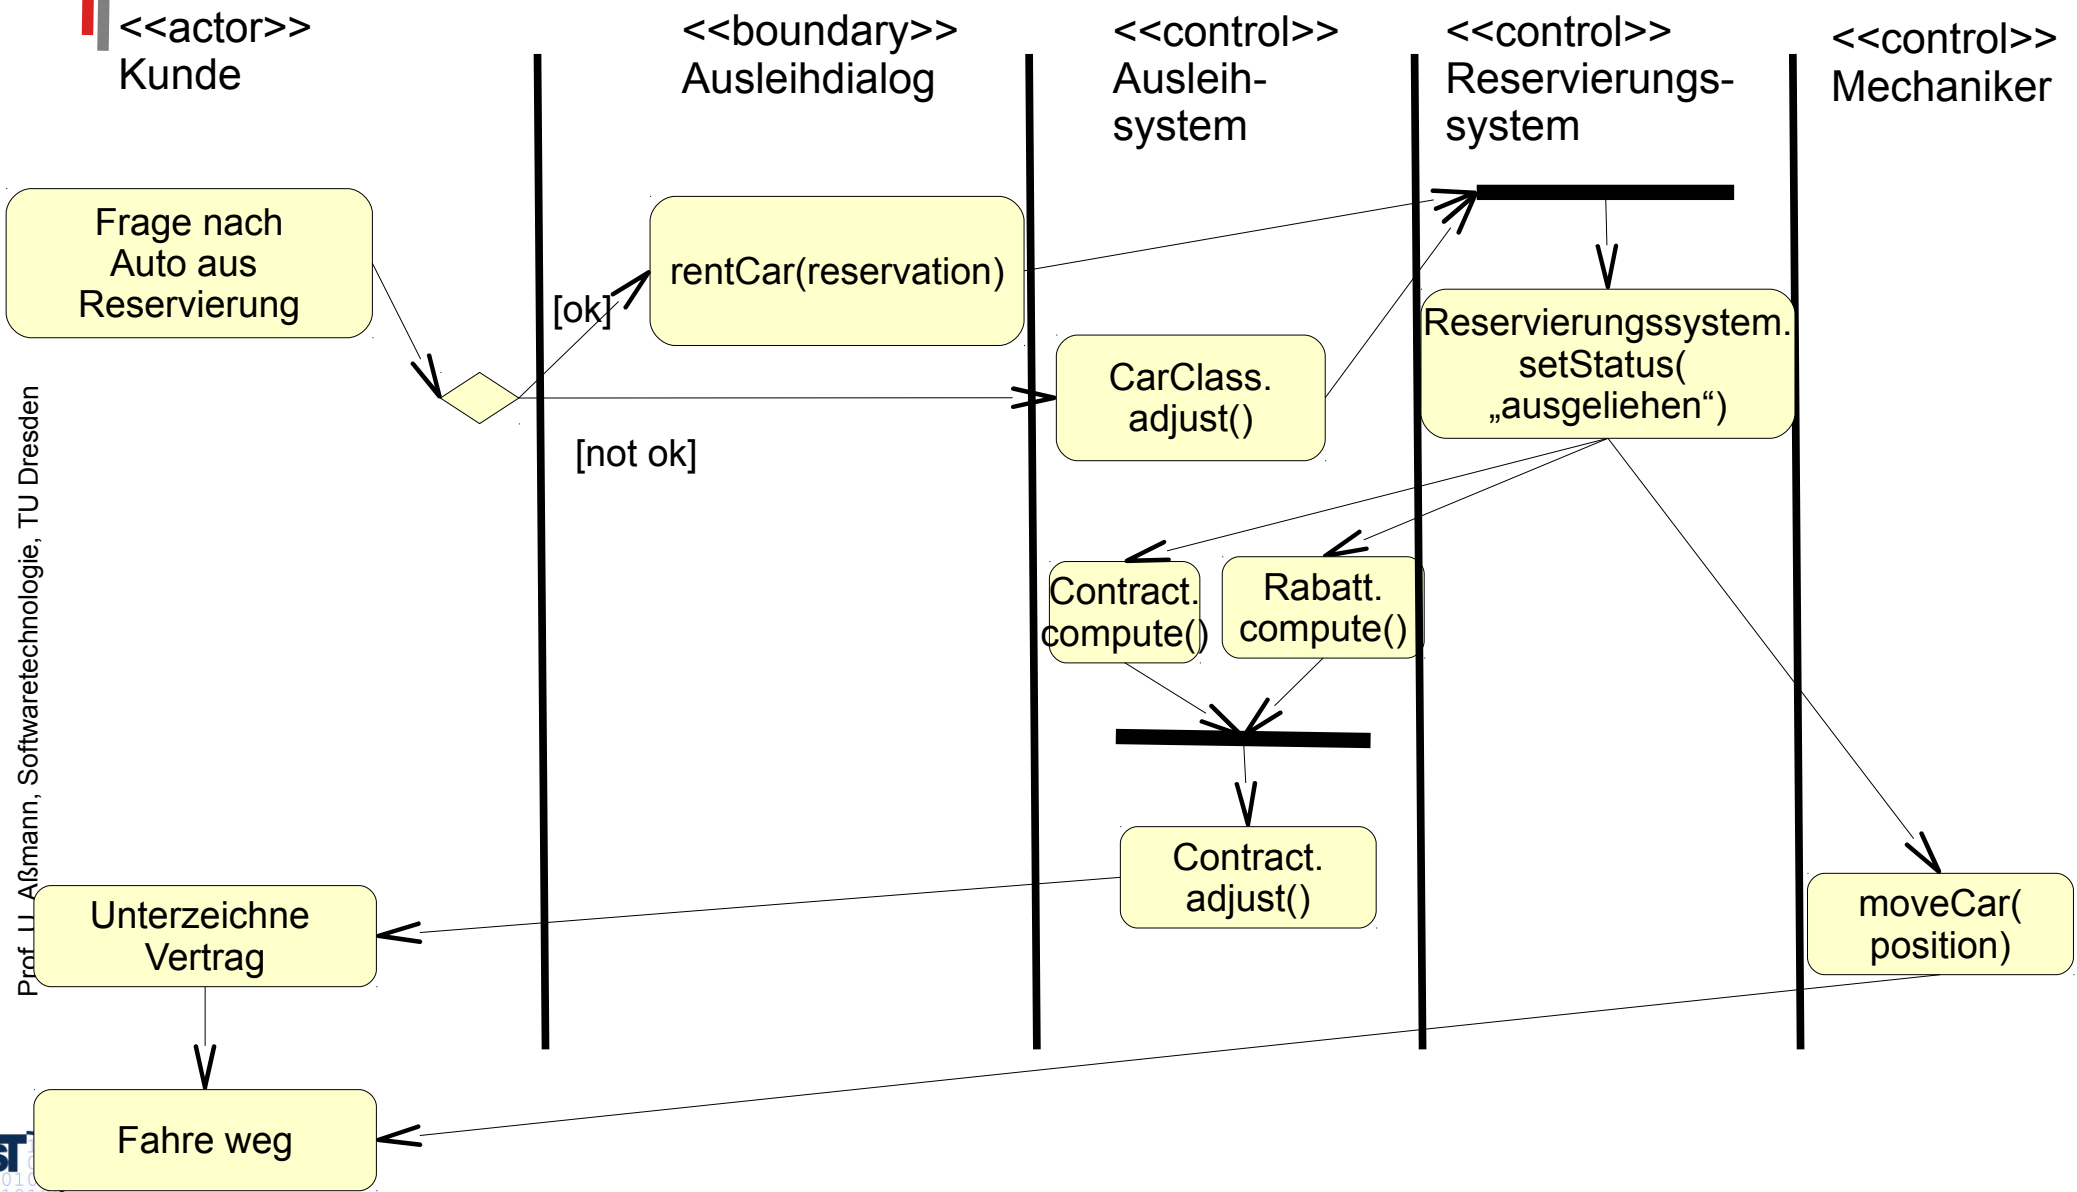 <<actor>>
Kunde
<<boundary>>
Ausleihdialog
<<control>>
Ausleih-
system
<<control>>
Reservierungs-
system
<<control>>
Mechaniker
Frage nach
Auto aus
Reservierung
[ok]
rentCar(reservation)
[not ok]
CarClass.
adjust()
Reservierungssystem.
setStatus(
„ausgeliehen“)
Contract.
compute()
Rabatt.
compute()
Contract.
adjust()
Unterzeichne
Vertrag
moveCar(
position)
Fahre weg
Prof. U. Aßmann, Softwaretechnologie, TU Dresden